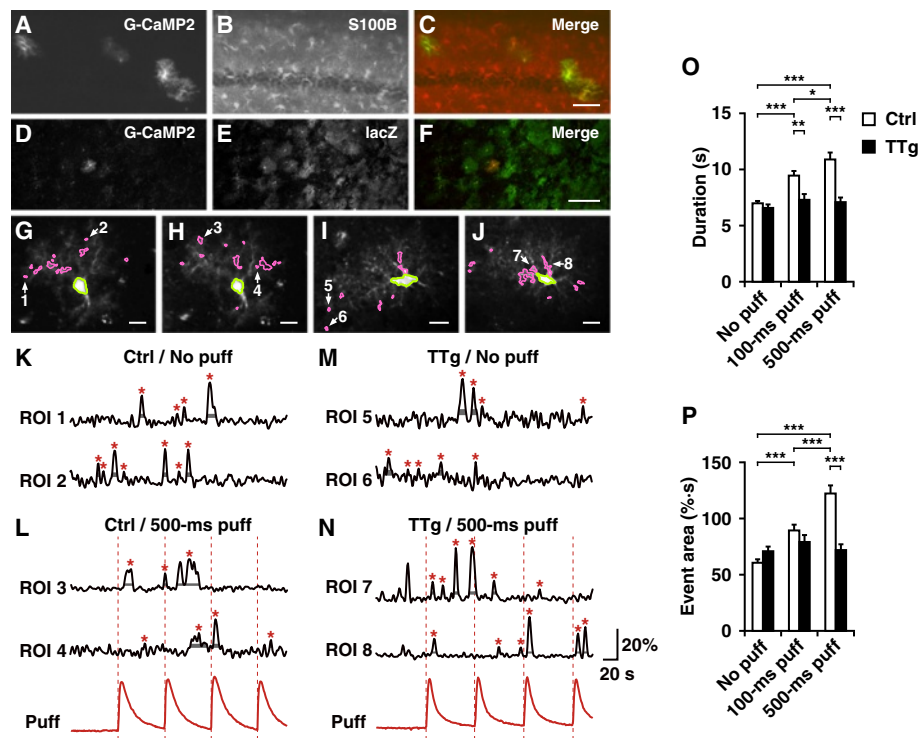 A G-CaMP2
B S100B
C Merge
D G-CaMP2
E lacZ
F Merge
G 2
1
H 3
4
I
5
6
J
7 8
K Ctrl / No puff
* * * *
ROI 1
* * * * * * *
ROI 2
L Ctrl / 500-ms puff
* * *
ROI 3
* * * *
ROI 4
Puff
M TTg / No puff
* * * *
ROI 5
* * * * *
ROI 6
N TTg / 500-ms puff
* * * * * *
ROI 7
* * * * * *
ROI 8
20%
20 s
Puff
O
***
*
*** ** ***
Ctrl
TTg
Duration (s)
15
10
5
0
No puff
100-ms puff
500-ms puff
P
***
***
*** ***
Event area (%·s)
150
100
50
0
No puff
100-ms puff
500-ms puff